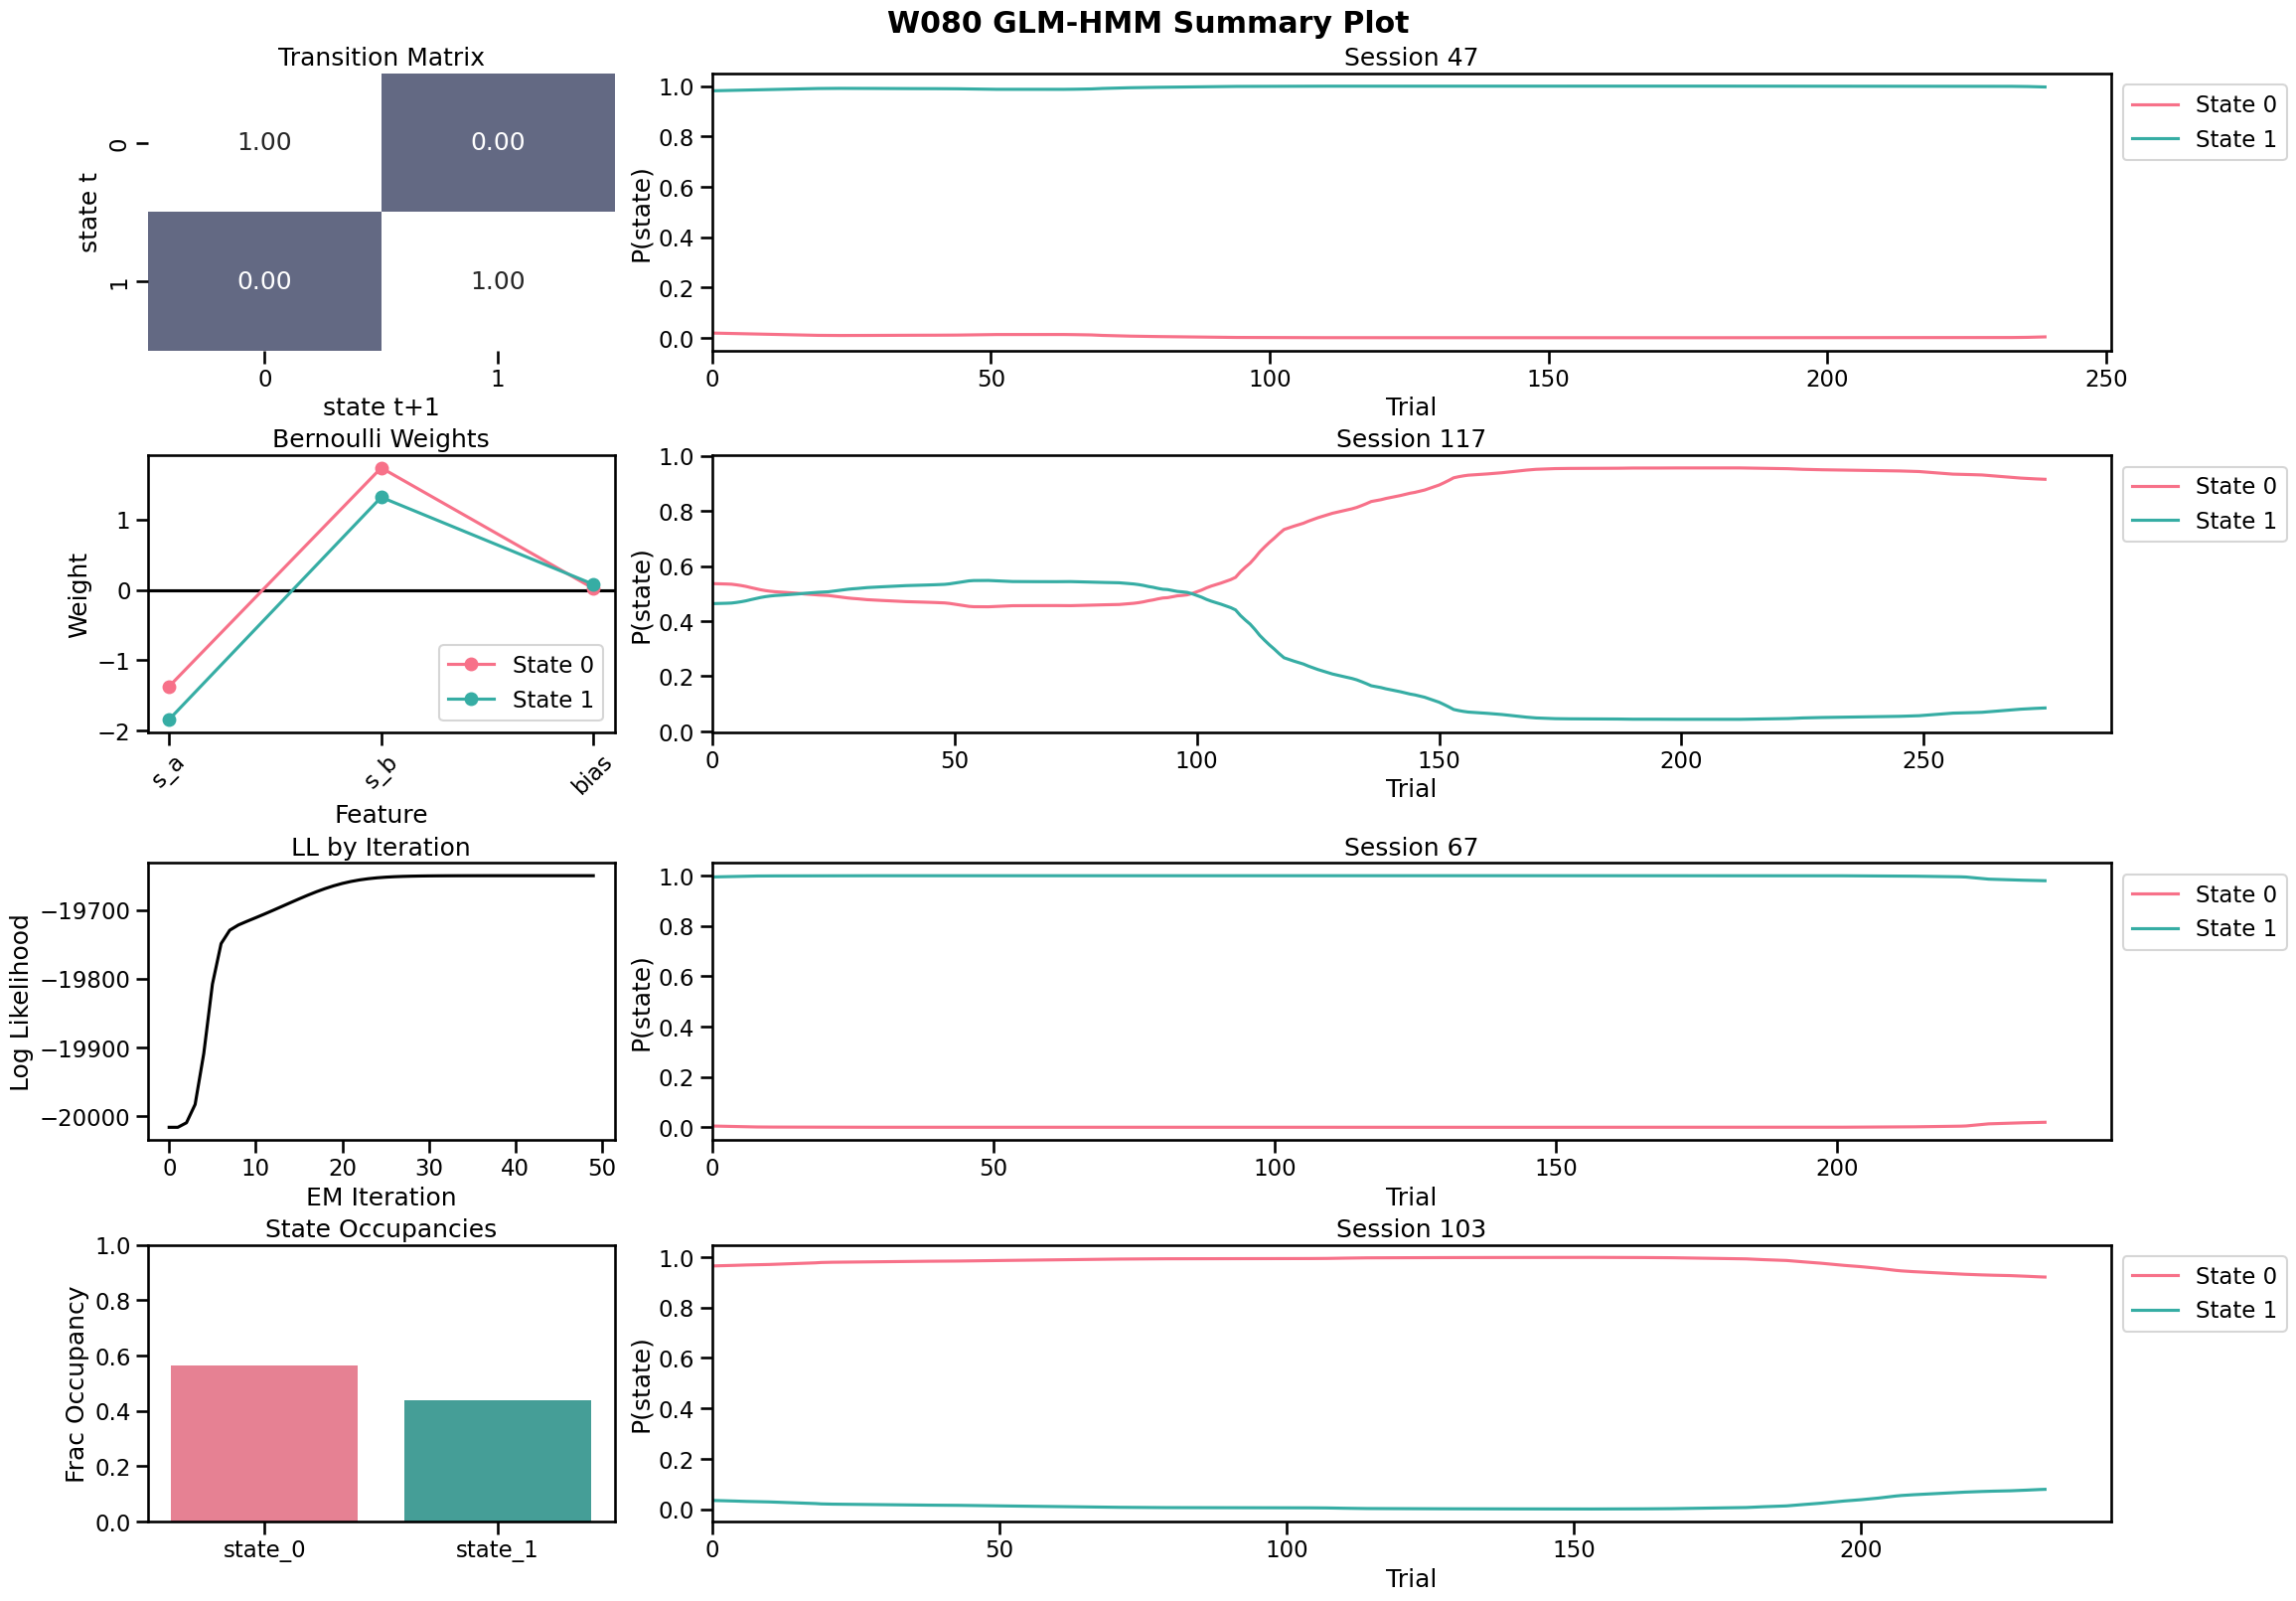 W080 GLM-HMM Summary Plot
Transition Matrix
state t
0
1
1.00
0.00
0.00
1.00
0
1
state t+1
Session 47
P(state)
1.0
0.8
0.6
0.4
0.2
0.0
0
50
100
150
200
250
Trial
State 0
State 1
Bernoulli Weights
Weight
1
0
−1
−2
State 0
State 1
s_a
s_b
bias
Feature
Session 117
P(state)
1.0
0.8
0.6
0.4
0.2
0.0
0
50
100
150
200
250
Trial
State 0
State 1
LL by Iteration
Log Likelihood
−19700
−19800
−19900
−20000
0
10
20
30
40
50
EM Iteration
Session 67
P(state)
1.0
0.8
0.6
0.4
0.2
0.0
0
50
100
150
200
Trial
State 0
State 1
State Occupancies
Frac Occupancy
1.0
0.8
0.6
0.4
0.2
0.0
state_0
state_1
Session 103
P(state)
1.0
0.8
0.6
0.4
0.2
0.0
0
50
100
150
200
Trial
State 0
State 1